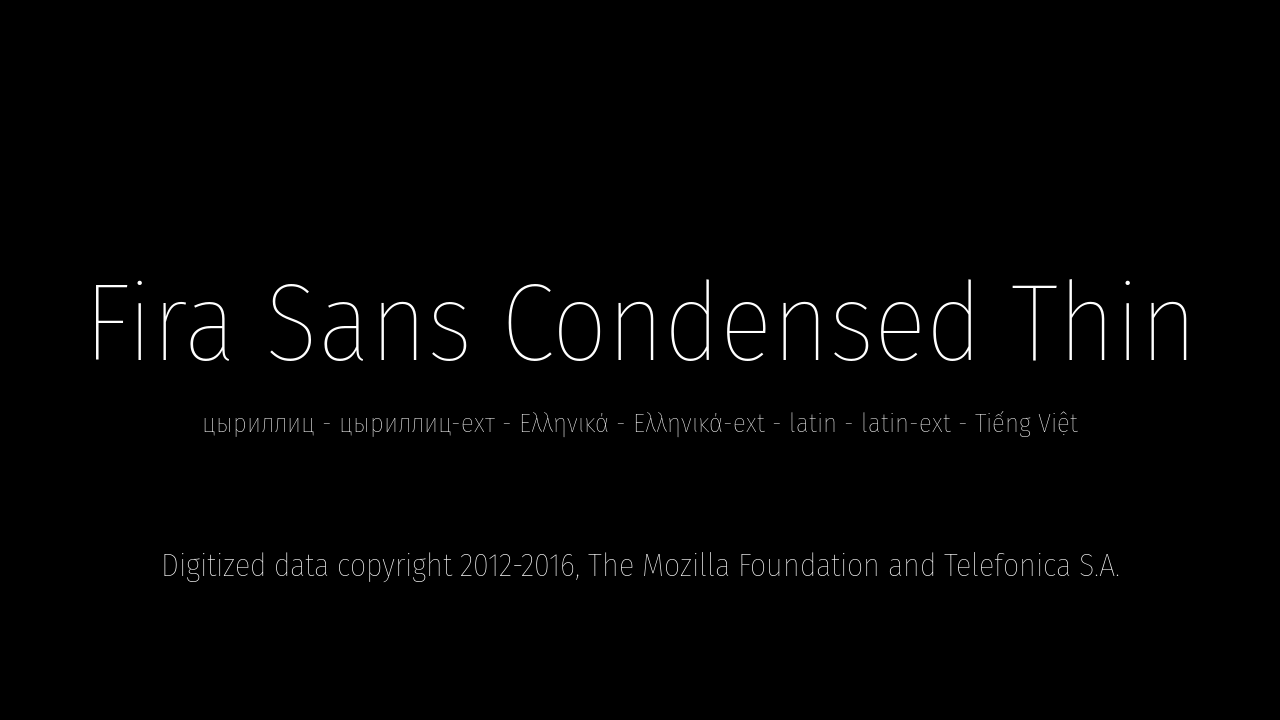 Fira Sans Condensed Thin
цыриллиц - цыриллиц-ехт - Ελληνικά - Ελληνικά-ext - latin - latin-ext - Tiếng Việt
Digitized data copyright 2012-2016, The Mozilla Foundation and Telefonica S.A.